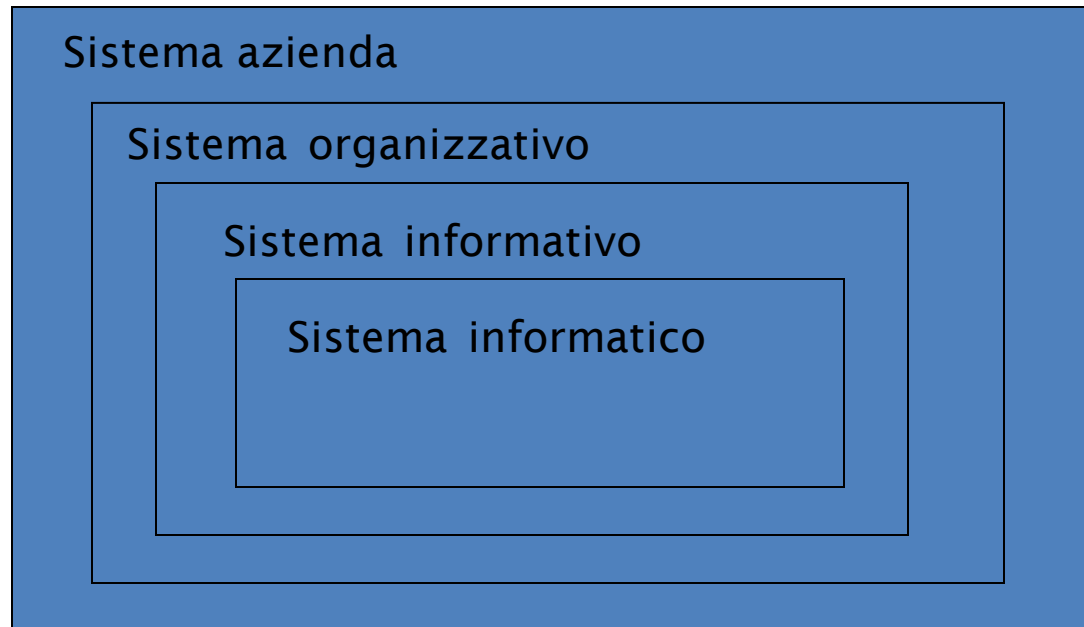 Sistema azienda
Sistema organizzativo
Sistema informativo
Sistema informatico